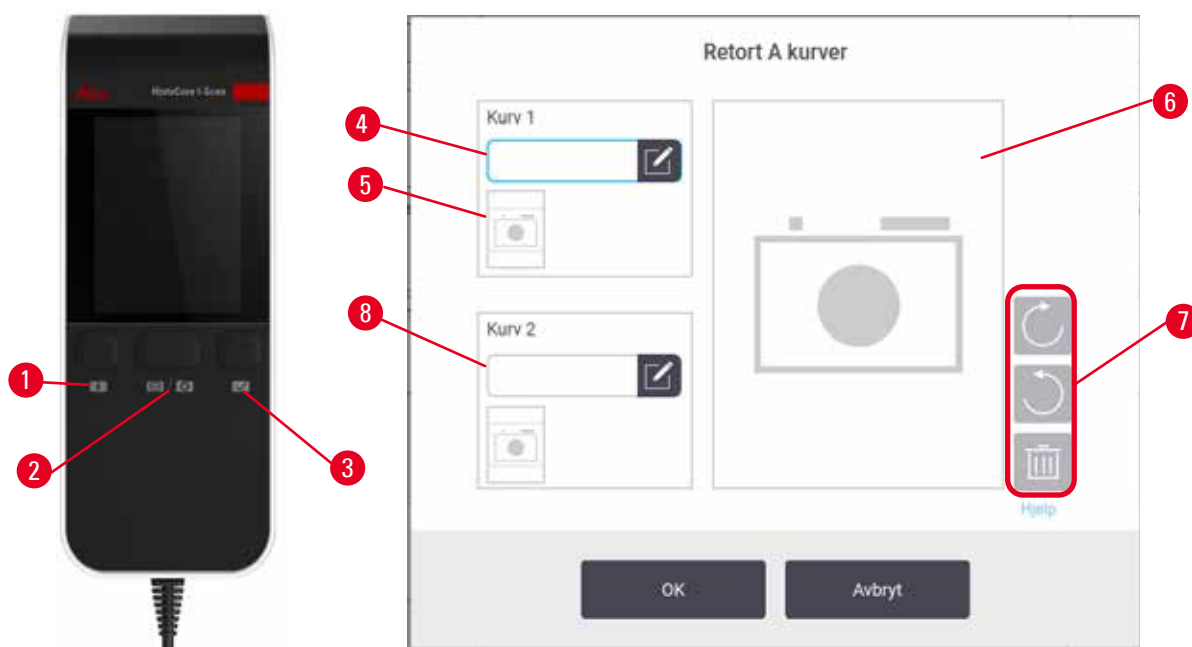 HistoCore I-Scan
1
2
3
Retort A kurver
Kurv 1
4
5
6
Kurv 2
8
7
Hjelp
OK
Avbryt